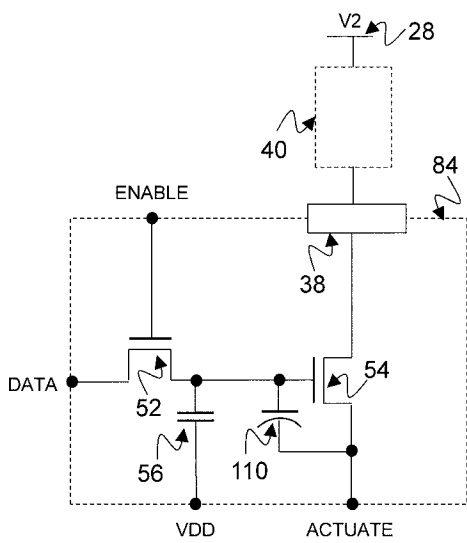 V2
28
40
84
ENABLE
38
54
DATA
52
56
110
VDD
ACTUATE